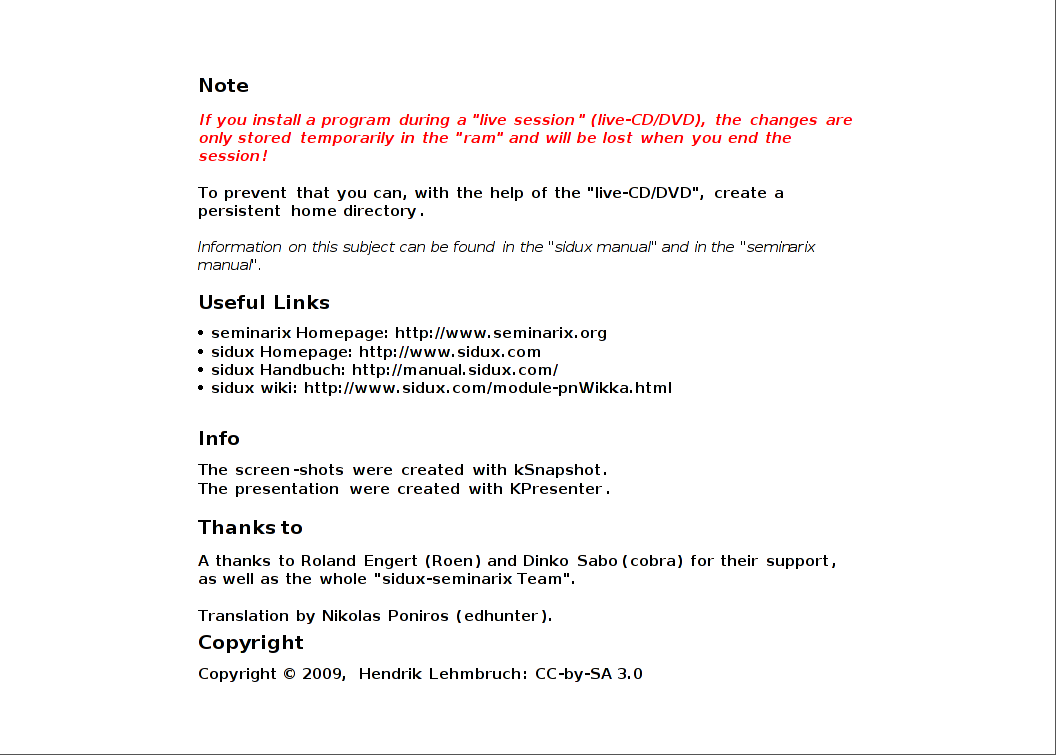 Note
If you install a program during a "live session" (live-CD/DVD), the changes are
only stored temporarily in the "ram" and will be lost when you end the
session!
To prevent that you can, with the help of the "live-CD/DVD", create a
persistent home directory.
Information on this subject can be found in the "sidux manual" and in the "seminarix
manual".
Useful Links
• seminarix Homepage: http://www.seminarix.org
• sidux Homepage: http://www.sidux.com
• sidux Handbuch: http://manual.sidux.com/
• sidux wiki: http://www.sidux.com/module-pnWikka.html
Info
The screen-shots were created with kSnapshot.
The presentation were created with KPresenter.
Thanks to
A thanks to Roland Engert (Roen) and Dinko Sabo (cobra) for their support,
as well as the whole "sidux-seminarix Team".
Translation by Nikolas Poniros (edhunter).
Copyright
Copyright © 2009, Hendrik Lehmbruch: CC-by-SA 3.0